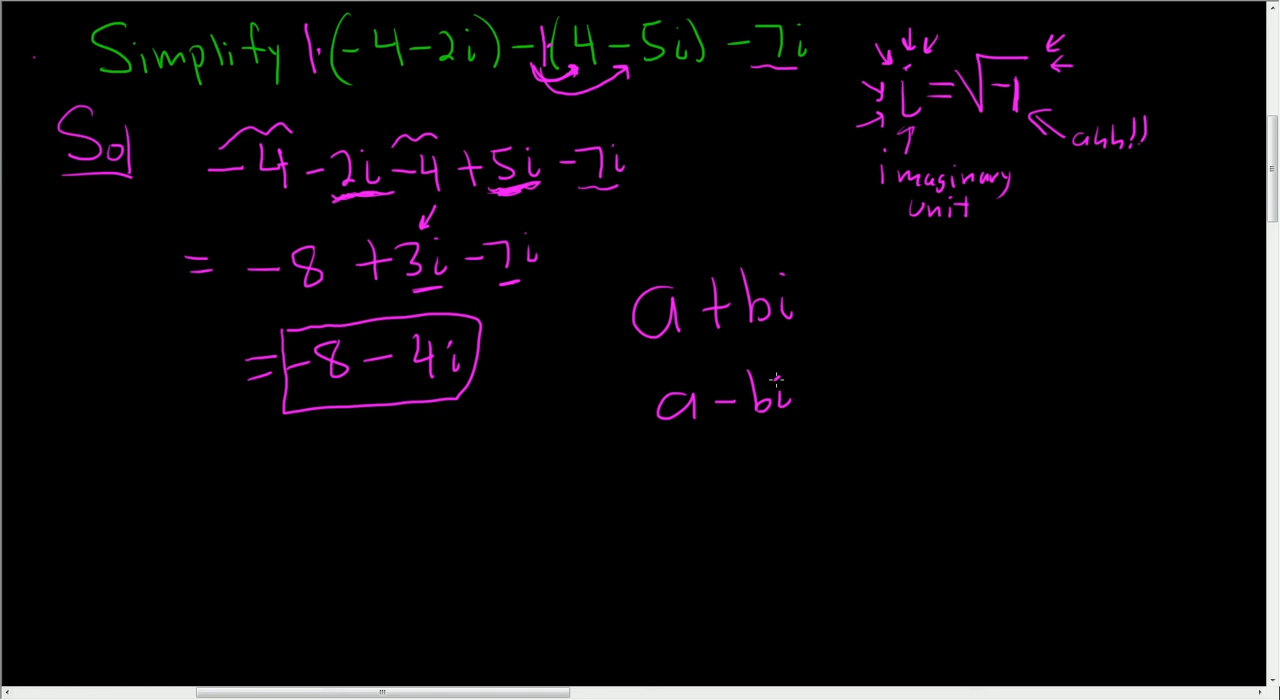 Simplify 1·(-4-2i) -1(4-5i) -7i
i = √-1
ahh!!
imaginary
unit
Sol
-4-2i-4+5i-7i
= -8+3i-7i
= -8-4i
a+bi
a-bi